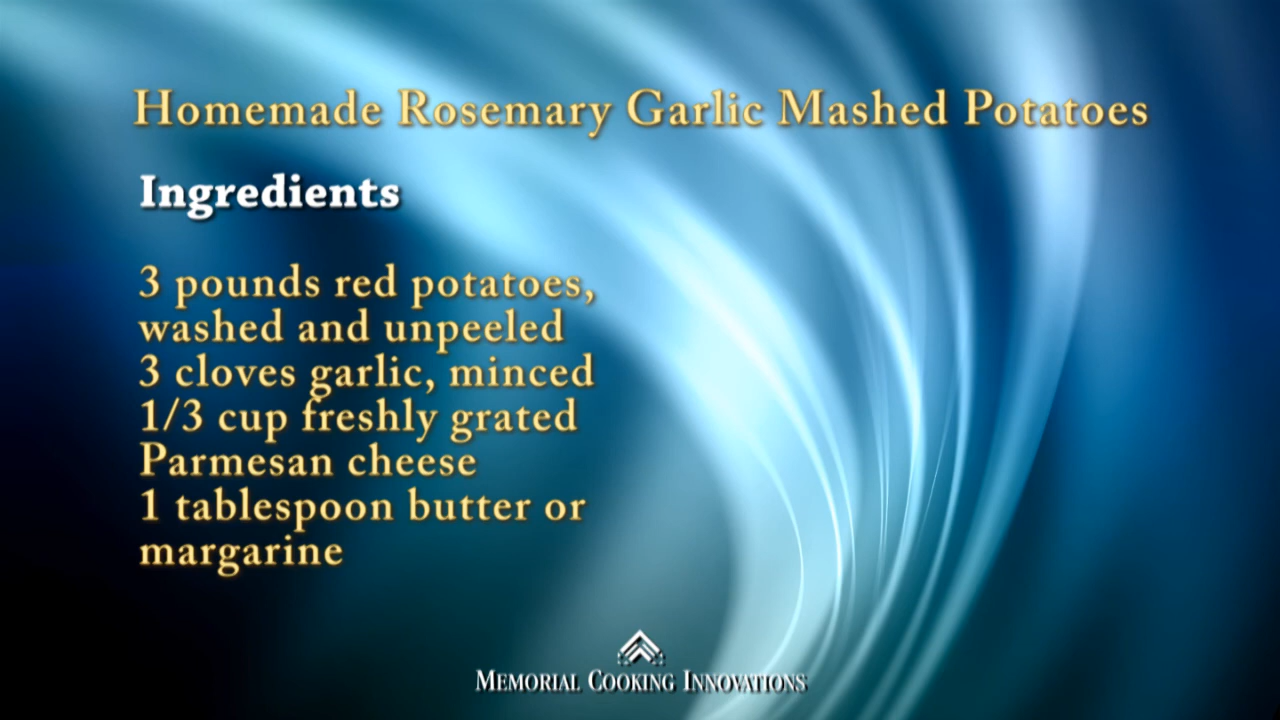 Homemade Rosemary Garlic Mashed Potatoes
Ingredients
3 pounds red potatoes,
washed and unpeeled
3 cloves garlic, minced
1/3 cup freshly grated
Parmesan cheese
1 tablespoon butter or
margarine
Memorial Cooking Innovations